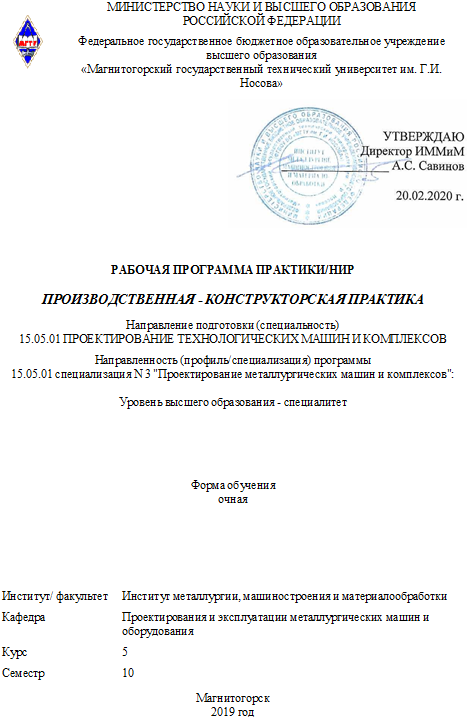 МИНИСТЕРСТВО НАУКИ И ВЫСШЕГО ОБРАЗОВАНИЯ
РОССИЙСКОЙ ФЕДЕРАЦИИ
Федеральное государственное бюджетное образовательное учреждение
высшего образования
«Магнитогорский государственный технический университет им. Г.И.
Носова»
УТВЕРЖДАЮ
Директор ИММиМ
А.С. Савинов
20.02.2020 г.
РАБОЧАЯ ПРОГРАММА ПРАКТИКИ/НИР
ПРОИЗВОДСТВЕННАЯ - КОНСТРУКТОРСКАЯ ПРАКТИКА
Направление подготовки (специальность)
15.05.01 ПРОЕКТИРОВАНИЕ ТЕХНОЛОГИЧЕСКИХ МАШИН И КОМПЛЕКСОВ
Направленность (профиль/специализация) программы
15.05.01 специализация N 3 "Проектирование металлургических машин и комплексов":
Уровень высшего образования - специалитет
Форма обучения
очная
Институт/ факультет Институт металлургии, машиностроения и материалообработки
Кафедра Проектирования и эксплуатации металлургических машин и
оборудования
Курс 5
Семестр 10
Магнитогорск
2019 год